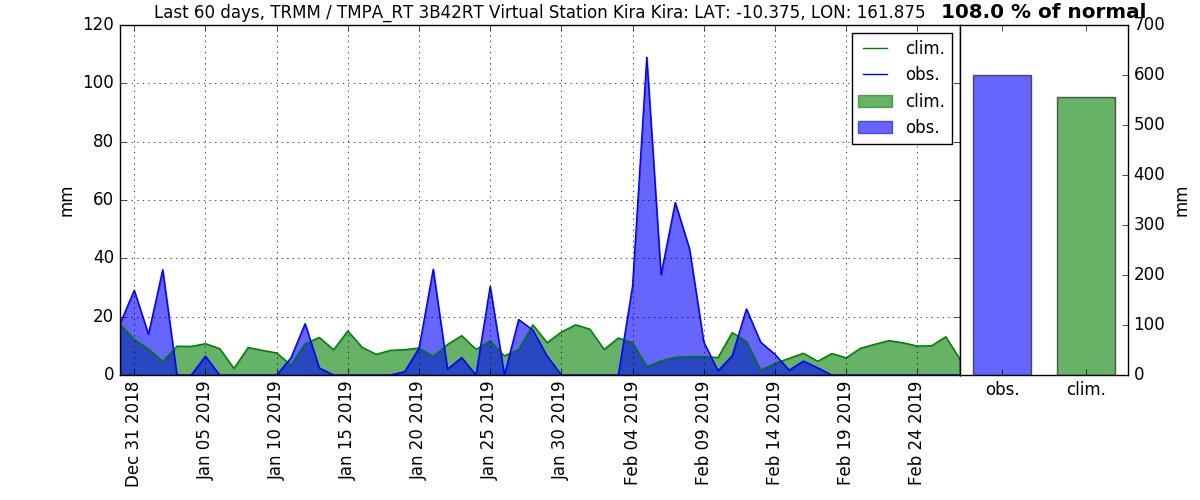 Last 60 days, TRMM / TMPA_RT 3B42RT Virtual Station Kira Kira: LAT: -10.375, LON: 161.875
108.0 % of normal
120
100
80
60
40
20
0
mm
clim.
obs.
clim.
obs.
Dec 31 2018
Jan 05 2019
Jan 10 2019
Jan 15 2019
Jan 20 2019
Jan 25 2019
Jan 30 2019
Feb 04 2019
Feb 09 2019
Feb 14 2019
Feb 19 2019
Feb 24 2019
700
600
500
400
300
200
100
0
mm
obs.
clim.